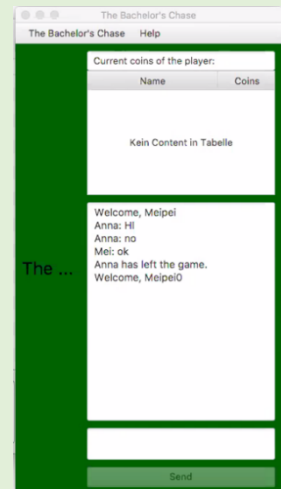 The Bachelor's Chase
The Bachelor's Chase Help
Current coins of the player:
Name Coins
Kein Content in Tabelle
Welcome, Meipei
Anna: HI
Anna: no
Mei: ok
Anna has left the game.
Welcome, Meipei0
The ...
Send